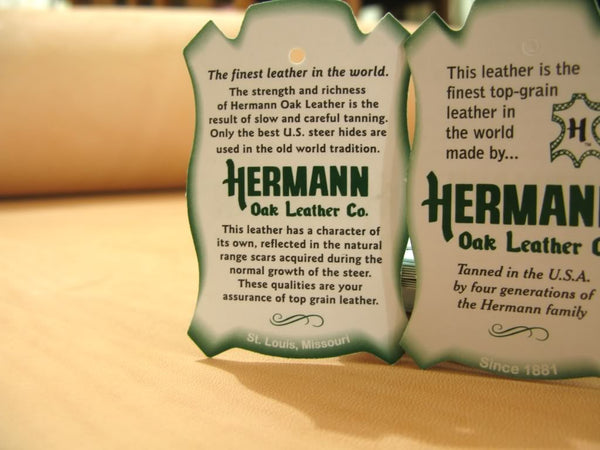 The finest leather in the world.
The strength and richness
of Hermann Oak Leather is the
result of slow and careful tanning.
Only the best U.S. steer hides are
used in the old world tradition.
HERMANN
Oak Leather Co.
This leather has a character of
its own, reflected in the natural
range scars acquired during the
normal growth of the steer.
These qualities are your
assurance of top grain leather.
St. Louis, Missouri
This leather is the
finest top-grain
leather in
the world
made by...
H
TM
HERMAN
Oak Leather C
Tanned in the U.S.A.
by four generations of
the Hermann family
Since 1881